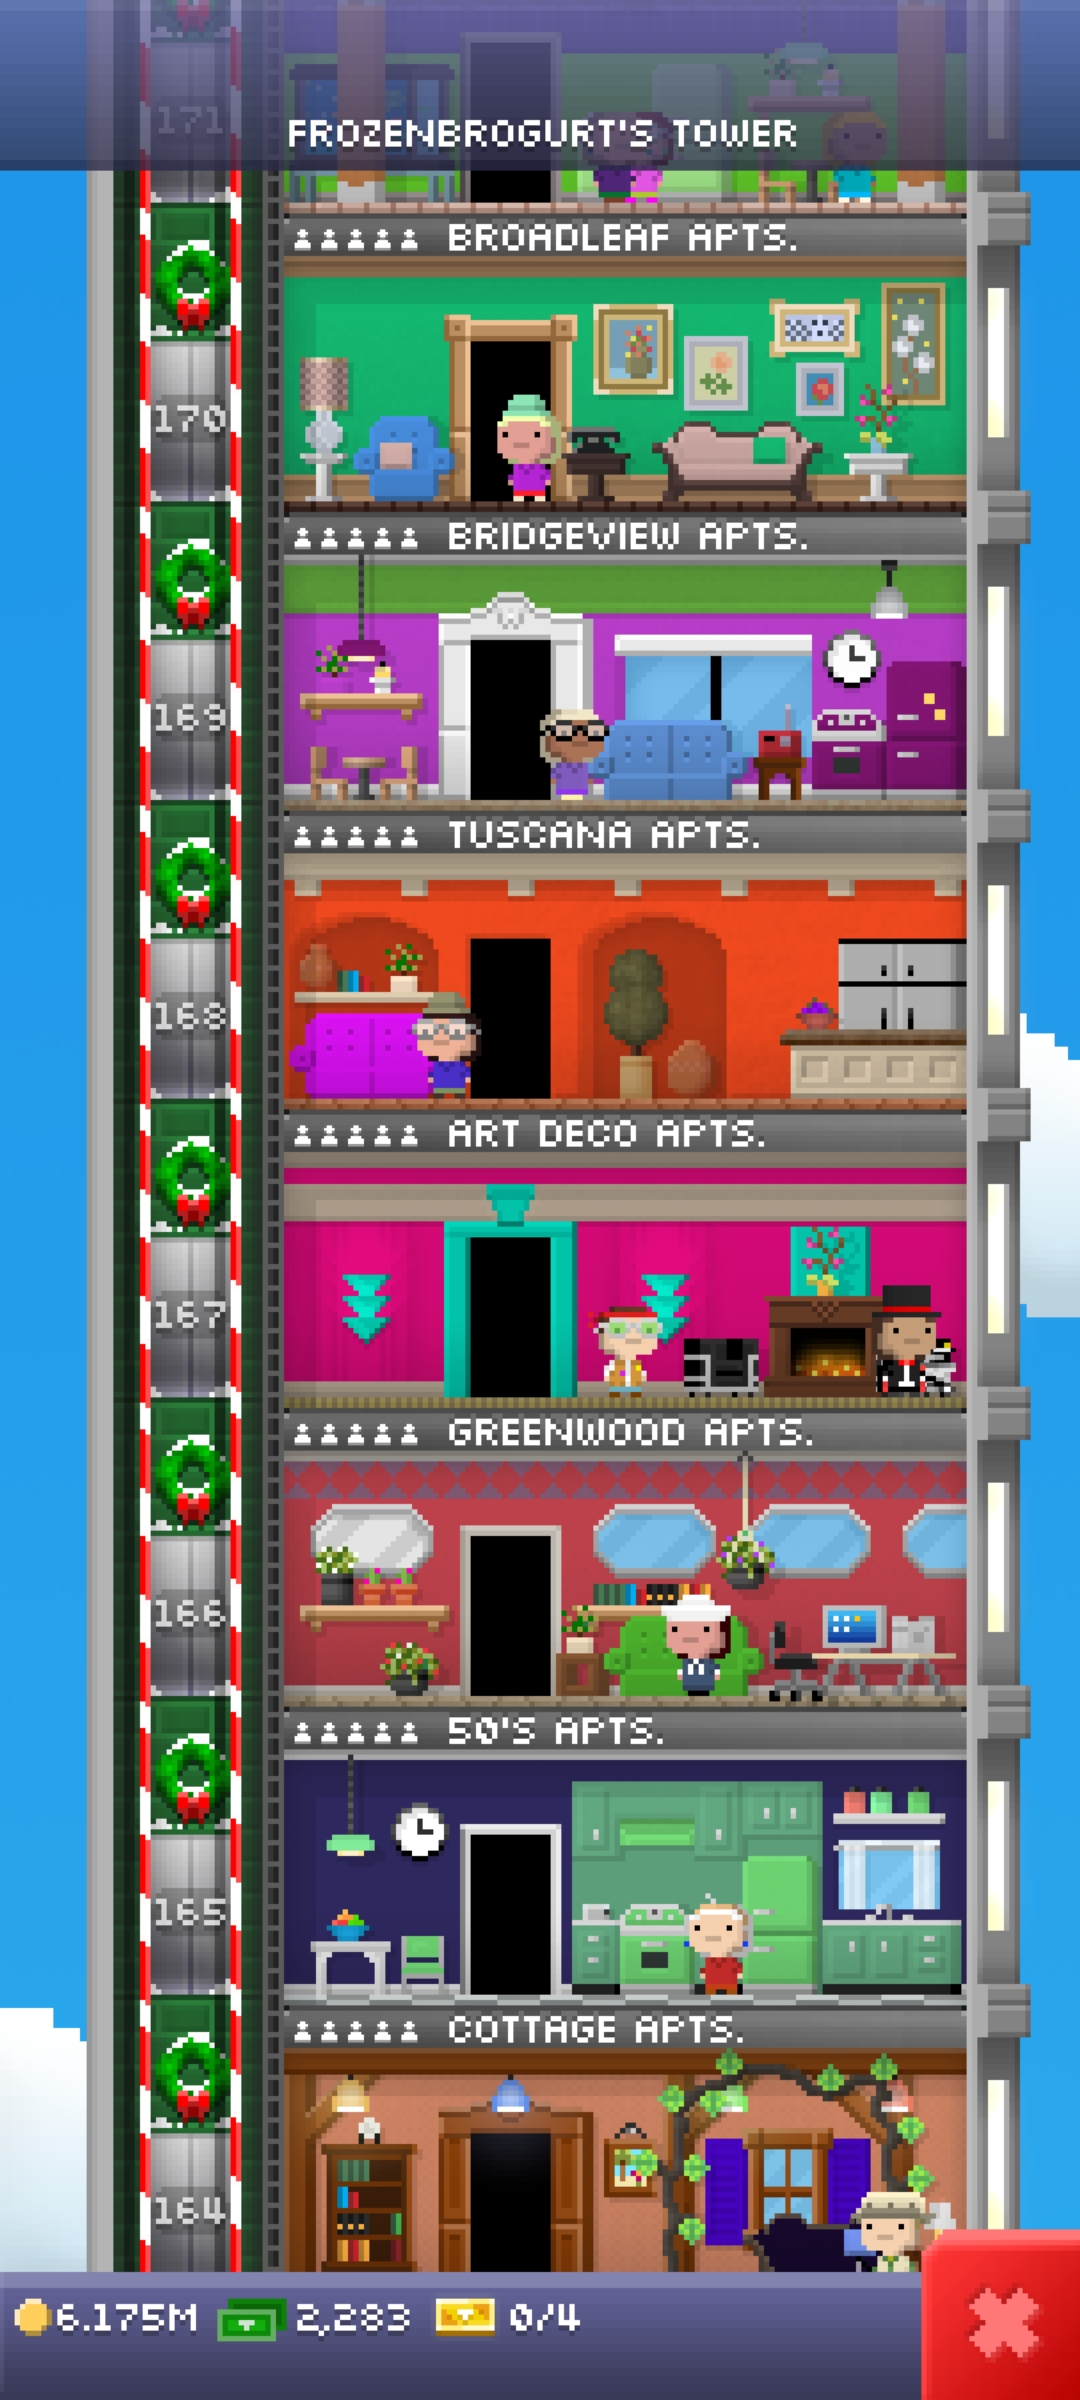 171
FROZENBROGURT'S TOWER
BROADLEAF APTS.
170
BRIDGEVIEW APTS.
169
TUSCANA APTS.
168
ART DECO APTS.
167
GREENWOOD APTS.
166
50'S APTS.
165
COTTAGE APTS.
164
6.175M 2,283 0/4